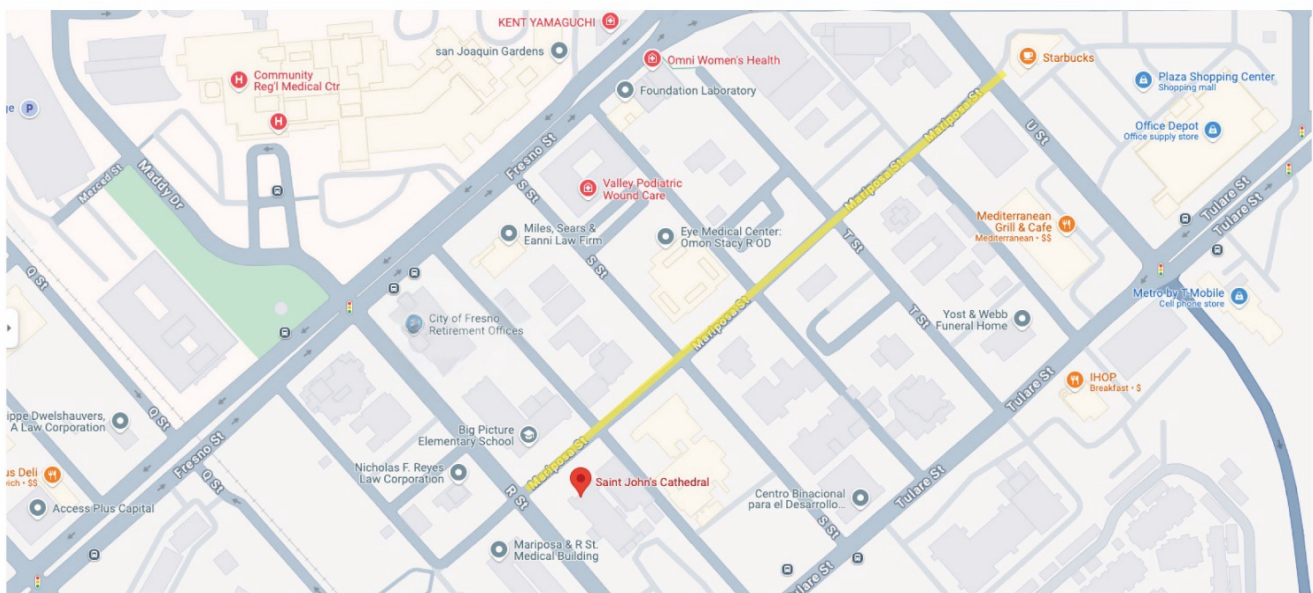 KENT YAMAGUCHI
san Joaquin Gardens
Omni Women's Health
Starbucks
Community
Reg'l Medical Ctr
H
H
Foundation Laboratory
Plaza Shopping Center
Shopping mall
P
Mariposa St
U St
Office Depot
Office supply store
Fresno St
Merced St
Maddy Dr
S St
Valley Podiatric
Wound Care
Mariposa St
Tulare St
Tulare St
Miles, Sears &
Eanni Law Firm
Eye Medical Center:
Omon Stacy R OD
Mediterranean
Grill & Cafe
Mediterranean • $$
T St
S St
Q St
Metro by T-Mobile
Cell phone store
City of Fresno
Retirement Offices
Mariposa St
T St
Yost & Webb
Funeral Home
IHOP
Breakfast • $
Tulare St
Q St
ippe Dwelshauvers,
A Law Corporation
Big Picture
Elementary School
Mariposa St
Fresno St
Nicholas F. Reyes
Law Corporation
R St
Saint John's Cathedral
us Deli
wich • $$
Q St
Access Plus Capital
Centro Binacional
para el Desarrollo...
Tulare St
S St
Mariposa & R St.
Medical Building
Tulare St